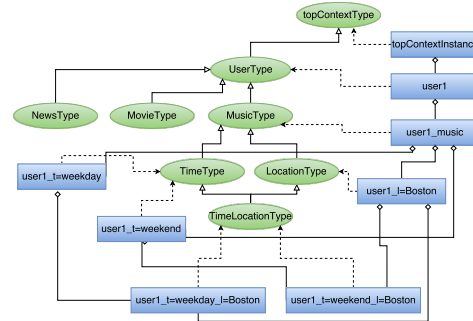 topContextType
topContextInstance
UserType
user1
NewsType
MovieType
MusicType
user1_music
user1_t=weekday
TimeType
LocationType
user1_l=Boston
TimeLocationType
user1_t=weekend
user1_t=weekday_l=Boston
user1_t=weekend_l=Boston